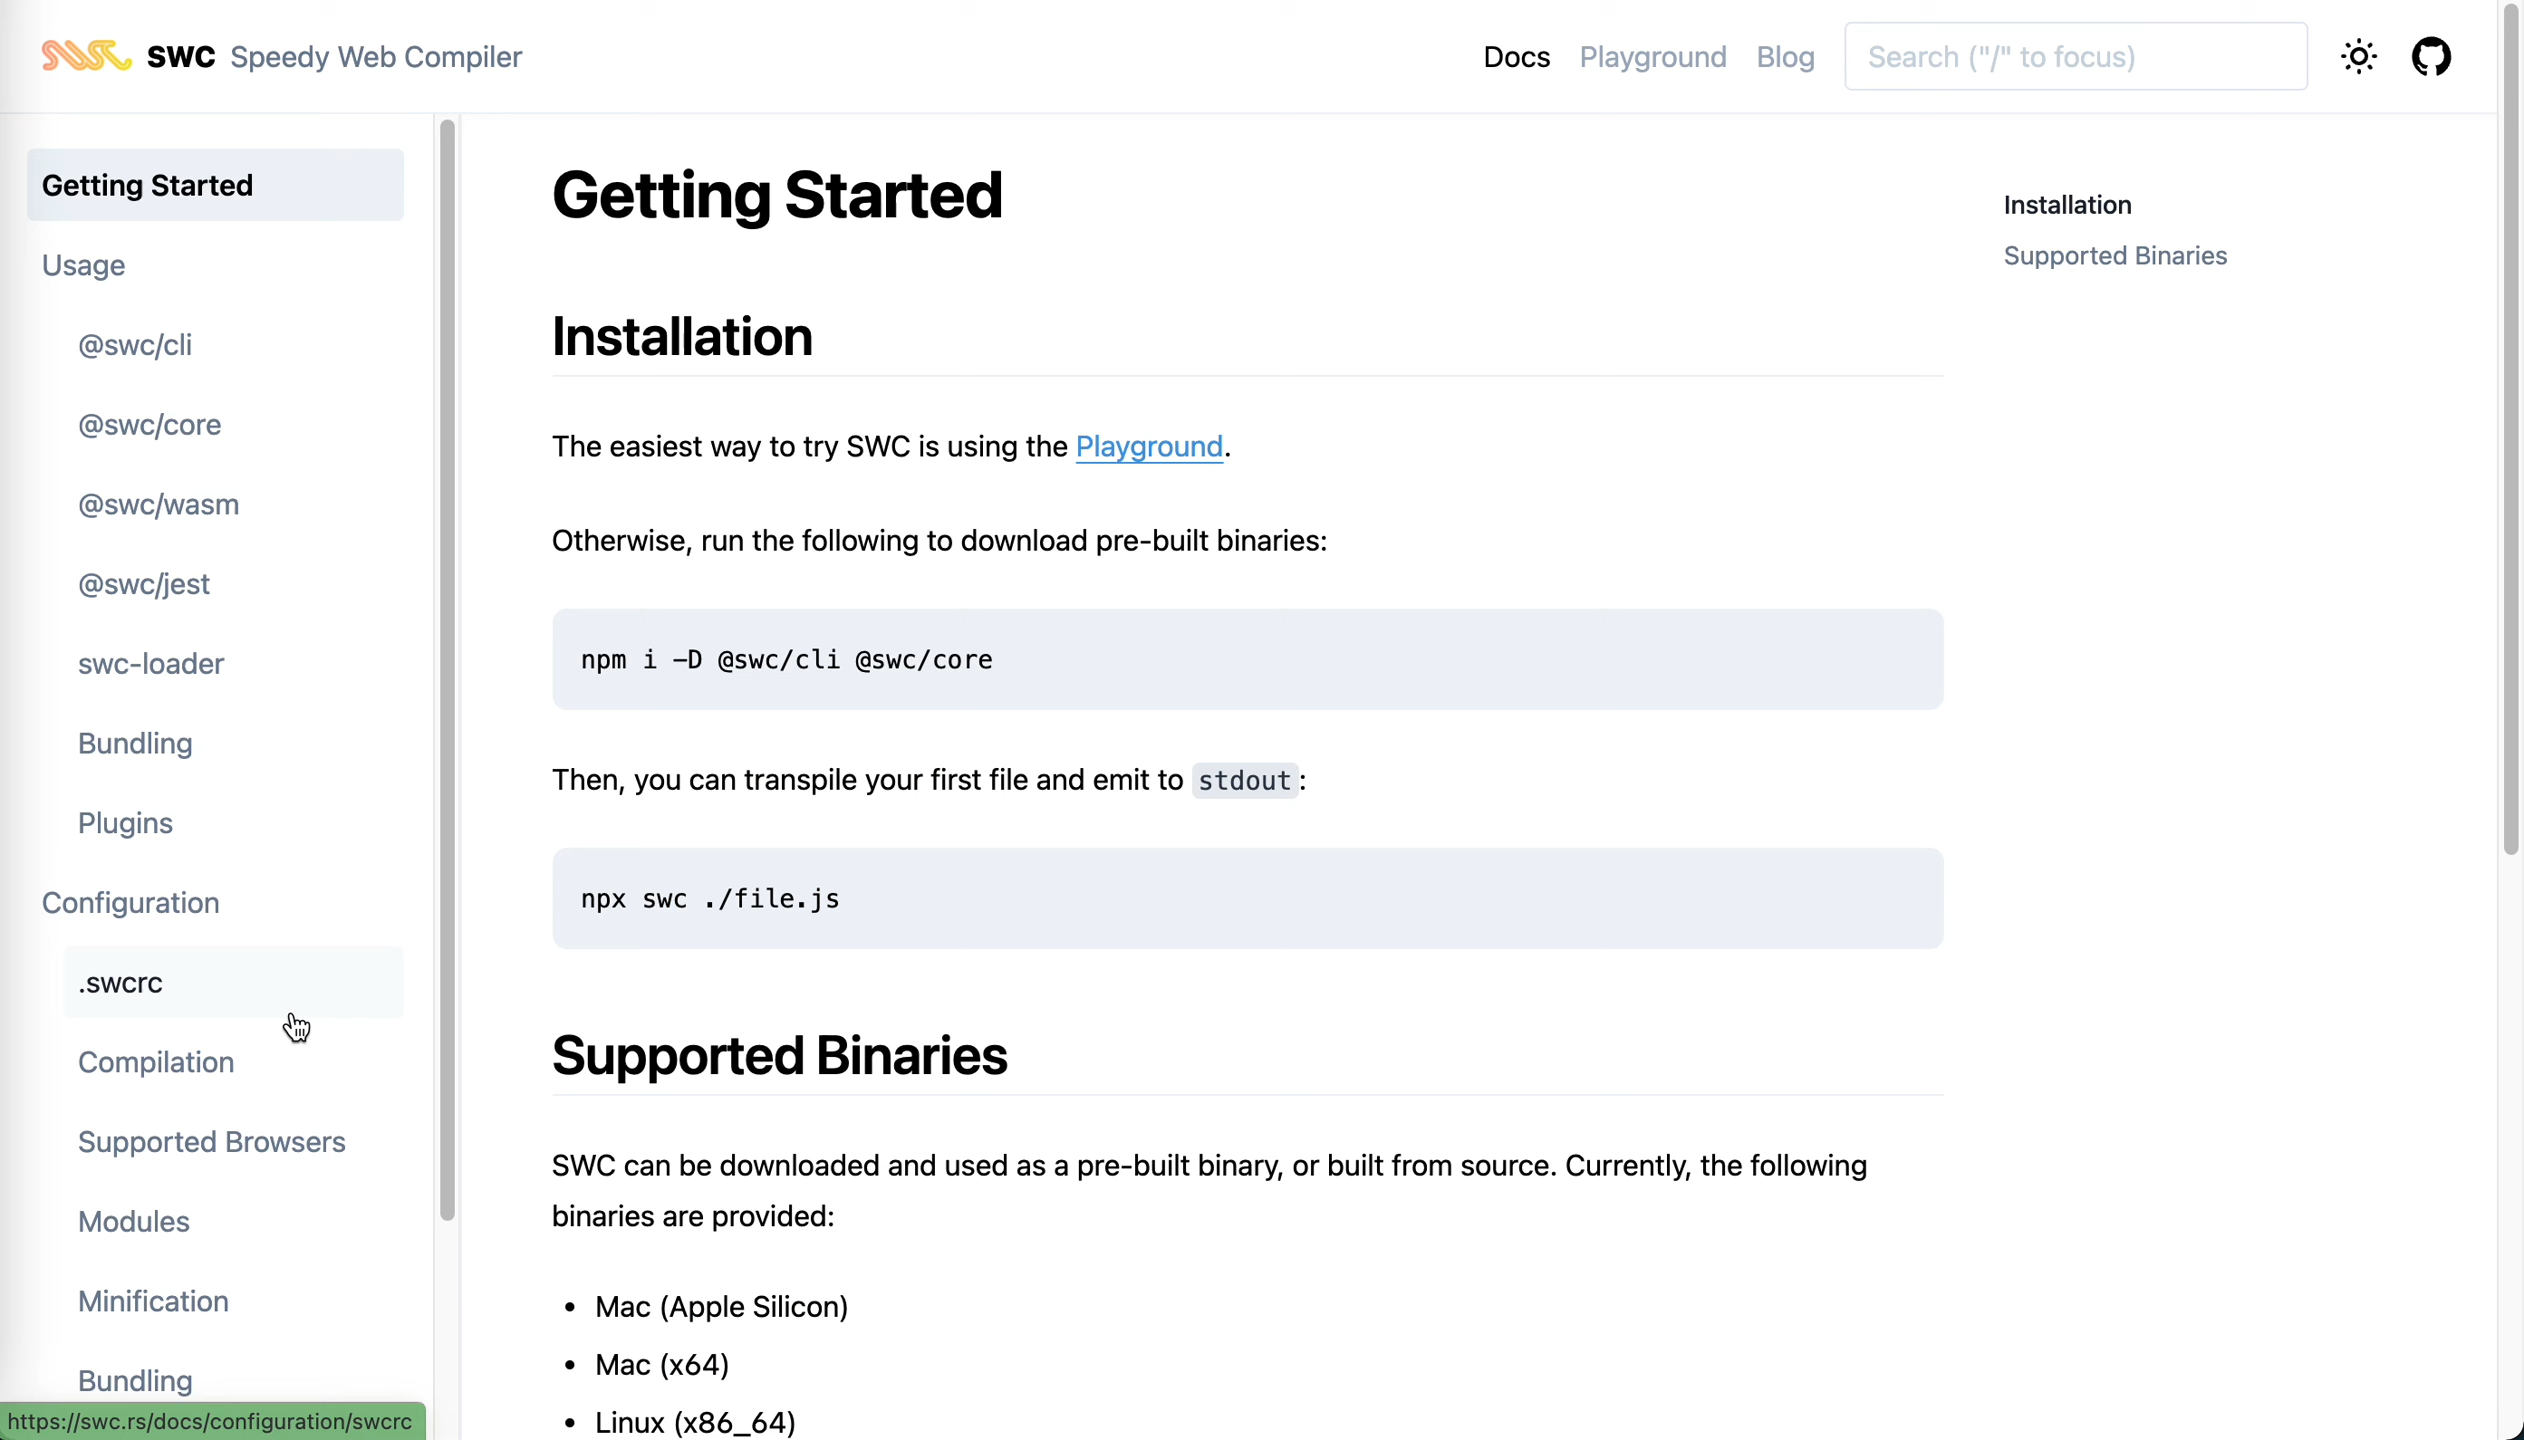 SWC Speedy Web Compiler
Docs Playground Blog Search ("/" to focus)
Getting Started
Usage
@swc/cli
@swc/core
@swc/wasm
@swc/jest
swc-loader
Bundling
Plugins
Configuration
.swcrc
Compilation
Supported Browsers
Modules
Minification
Bundling
https://swc.rs/docs/configuration/swcrc
Getting Started
Installation
The easiest way to try SWC is using the Playground.
Otherwise, run the following to download pre-built binaries:
npm i -D @swc/cli @swc/core
Then, you can transpile your first file and emit to stdout:
npx swc ./file.js
Supported Binaries
SWC can be downloaded and used as a pre-built binary, or built from source. Currently, the following
binaries are provided:
• Mac (Apple Silicon)
• Mac (x64)
• Linux (x86_64)
Installation
Supported Binaries